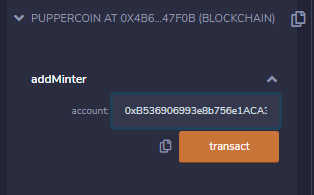 PUPPERCOIN AT 0X4B6...47F0B (BLOCKCHAIN)
addMinter
account: 0xB536906993e8b756e1ACA3
transact